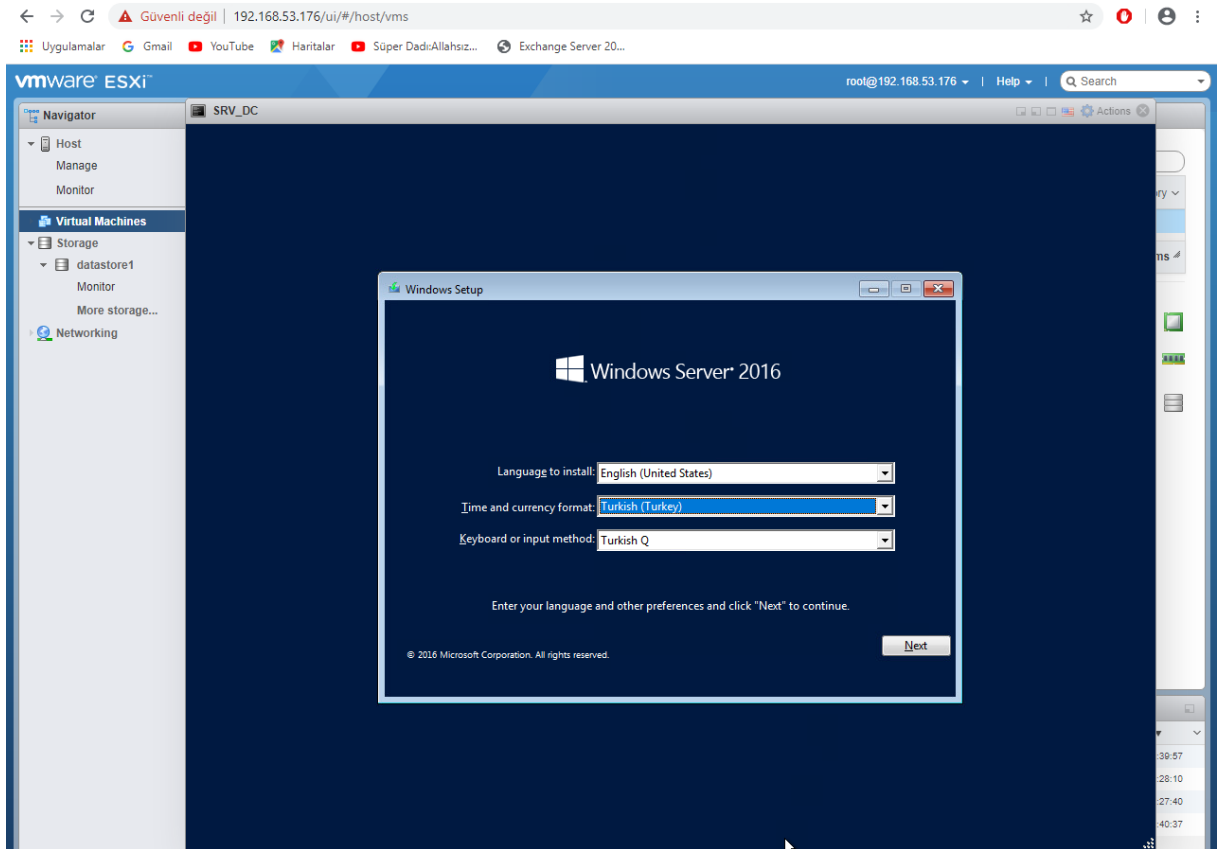 Güvenli değil | 192.168.53.176/ui/#/host/vms
Uygulamalar Gmail YouTube Haritalar Süper Dadı:Allahsız... Exchange Server 20...
vmware ESXi™
root@192.168.53.176 | Help | Search
Navigator
Host
Manage
Monitor
Virtual Machines
Storage
datastore1
Monitor
More storage...
Networking
SRV_DC
Actions
Windows Setup
Windows Server® 2016
Language to install: English (United States)
Time and currency format: Turkish (Turkey)
Keyboard or input method: Turkish Q
Enter your language and other preferences and click "Next" to continue.
© 2016 Microsoft Corporation. All rights reserved.
Next
:39:57
:28:10
:27:40
:40:37